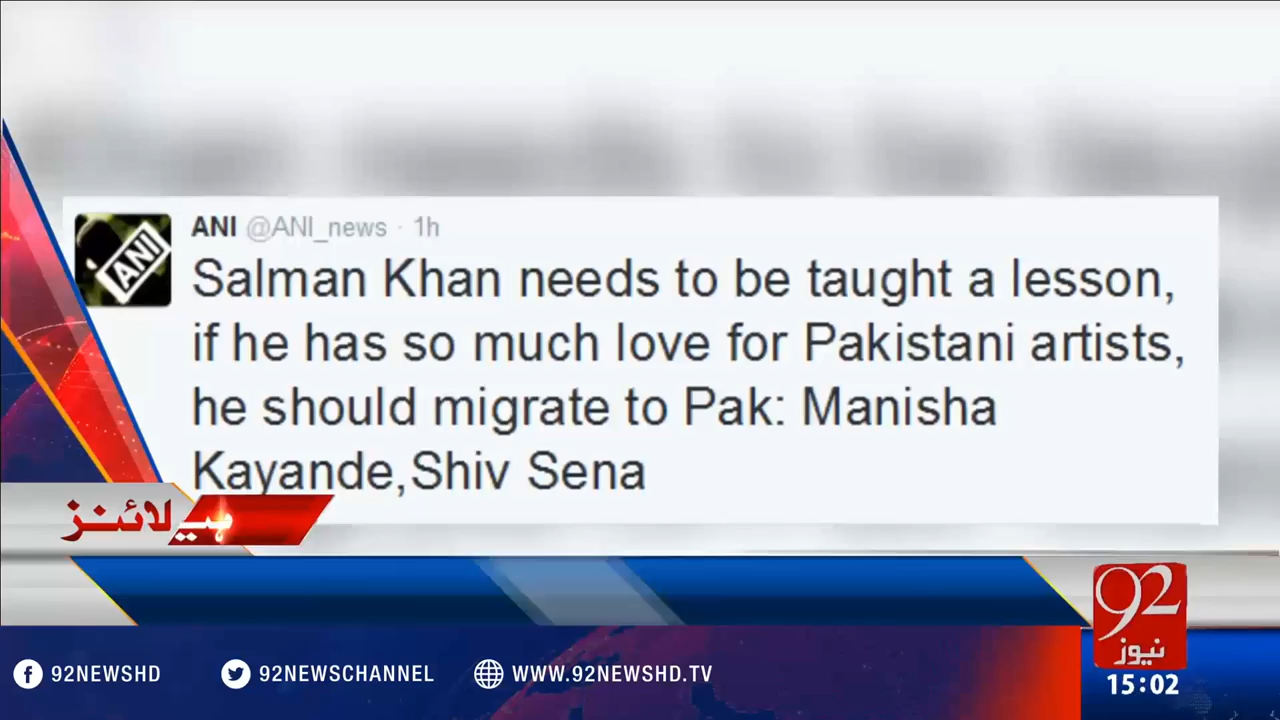 ANI @ANI_news · 1h
Salman Khan needs to be taught a lesson,
if he has so much love for Pakistani artists,
he should migrate to Pak: Manisha
Kayande,Shiv Sena
ANI
ہیڈ لائنز
92
نیوز
15:02
92NEWSHD
92NEWSCHANNEL
WWW.92NEWSHD.TV